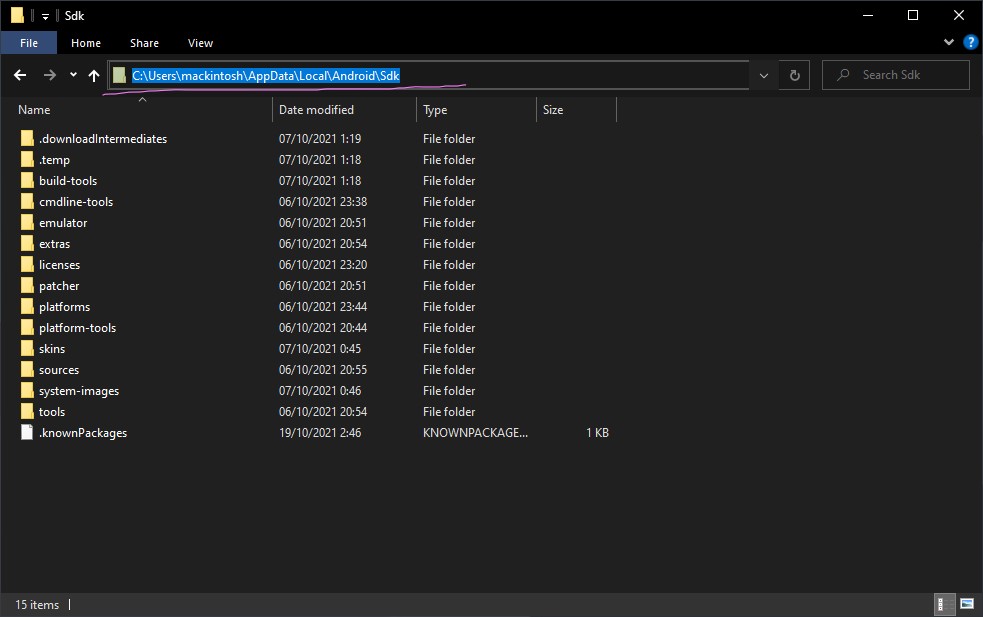 Sdk
File Home Share View
C:\Users\mackintosh\AppData\Local\Android\Sdk Search Sdk
Name Date modified Type Size
.downloadIntermediates 07/10/2021 1:19 File folder
.temp 07/10/2021 1:18 File folder
build-tools 07/10/2021 1:18 File folder
cmdline-tools 06/10/2021 23:38 File folder
emulator 06/10/2021 20:51 File folder
extras 06/10/2021 20:54 File folder
licenses 06/10/2021 23:20 File folder
patcher 06/10/2021 20:51 File folder
platforms 06/10/2021 23:44 File folder
platform-tools 06/10/2021 20:44 File folder
skins 07/10/2021 0:45 File folder
sources 06/10/2021 20:55 File folder
system-images 07/10/2021 0:46 File folder
tools 06/10/2021 20:54 File folder
.knownPackages 19/10/2021 2:46 KNOWNPACKAGE... 1 KB
15 items